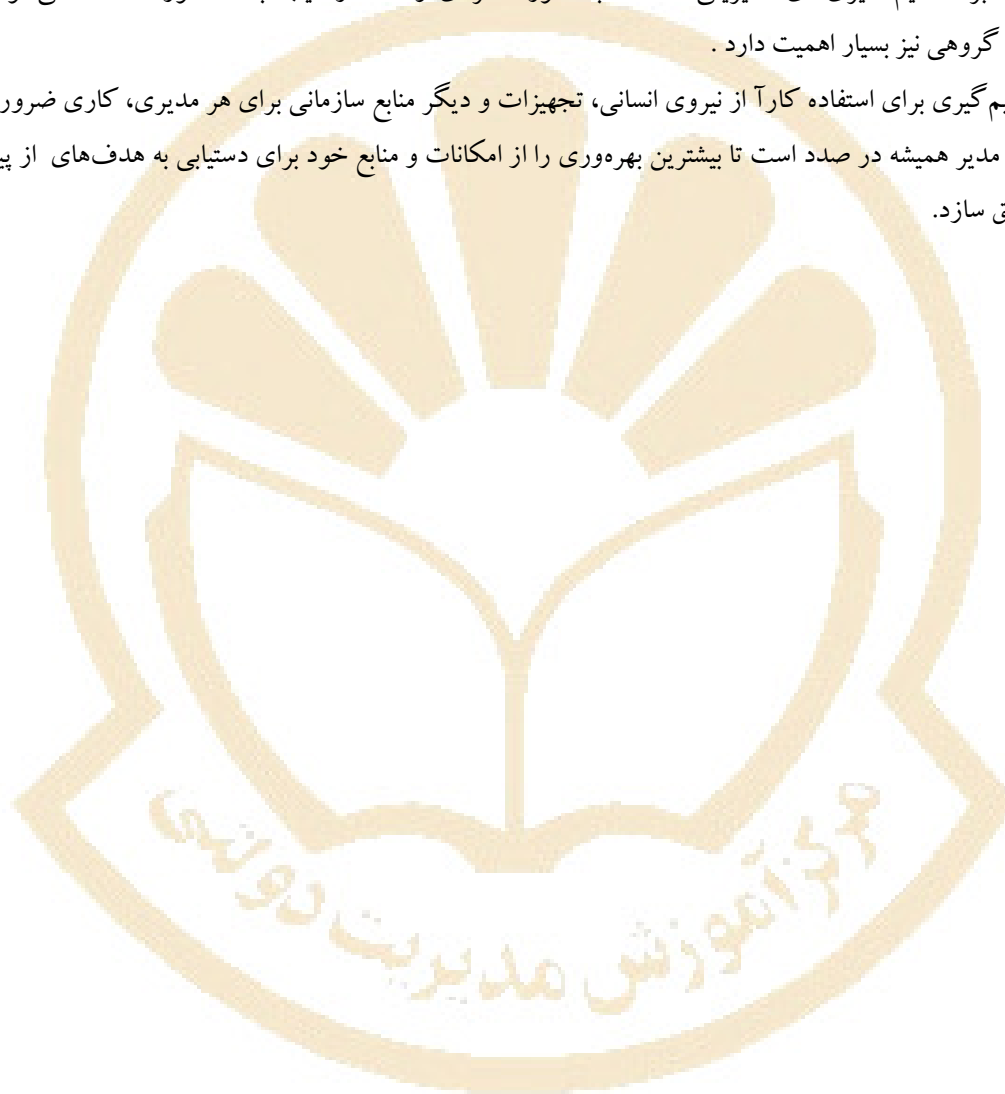 گروهی نیز بسیار اهمیت دارد .
یم‌گیری برای استفاده کارآ از نیروی انسانی، تجهیزات و دیگر منابع سازمانی برای هر مدیری، کاری ضرور
مدیر همیشه در صدد است تا بیشترین بهره‌وری را از امکانات و منابع خود برای دستیابی به هدف‌های از پی
ی سازد.
مرکز آموزش مدیریت دولتی